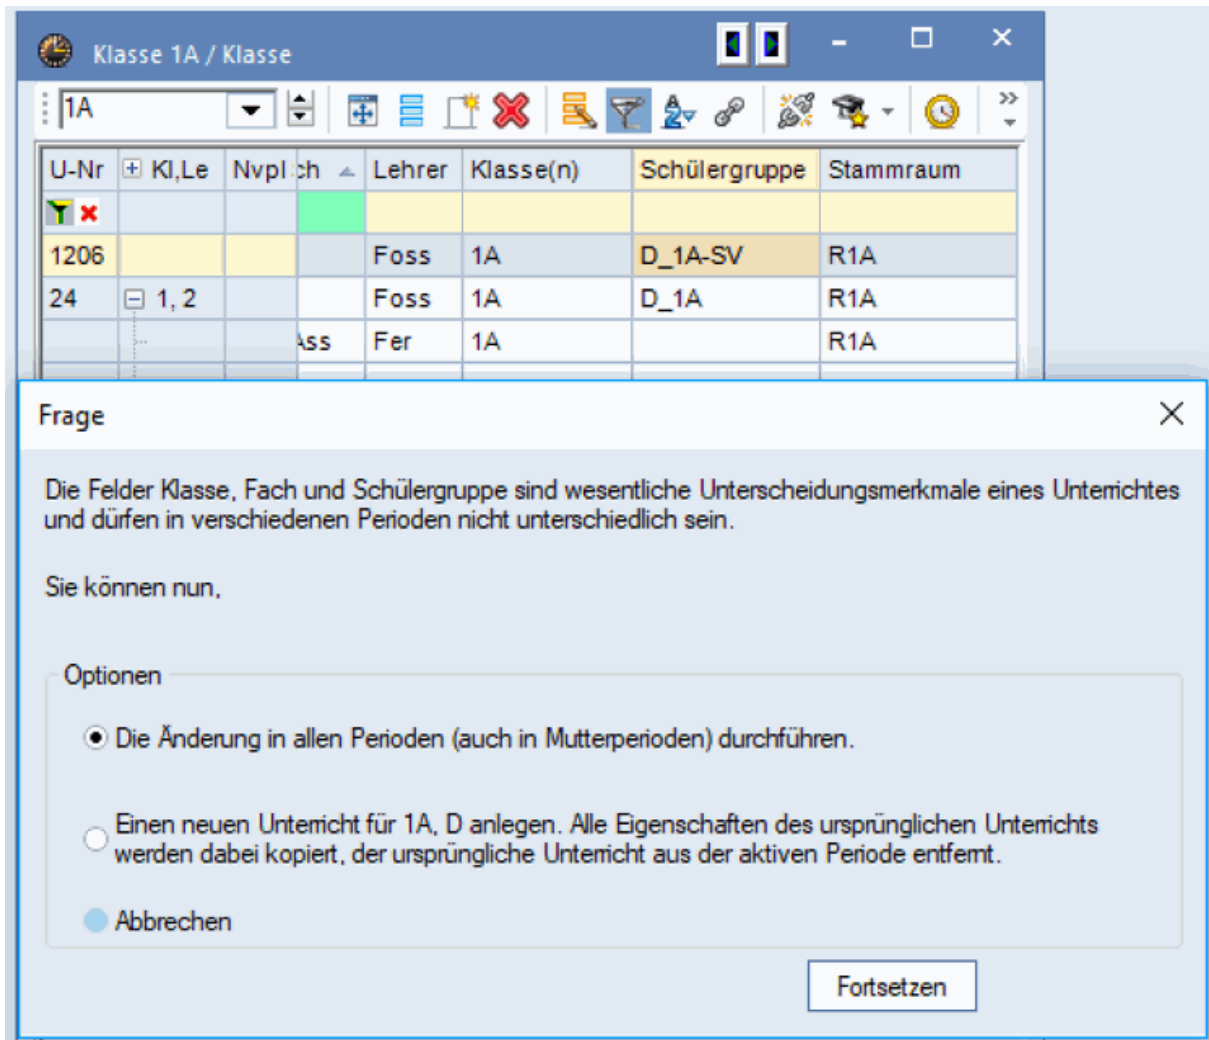 Klasse 1A / Klasse
1A
U-Nr Kl,Le Nvpl ch Lehrer Klasse(n) Schülergruppe Stammraum
1206 Foss 1A D_1A-SV R1A
24 1, 2 Foss 1A D_1A R1A
Ass Fer 1A R1A
Frage
Die Felder Klasse, Fach und Schülergruppe sind wesentliche Unterscheidungsmerkmale eines Unterrichtes
und dürfen in verschiedenen Perioden nicht unterschiedlich sein.
Sie können nun,
Optionen
Die Änderung in allen Perioden (auch in Mutterperioden) durchführen.
Einen neuen Unterricht für 1A, D anlegen. Alle Eigenschaften des ursprünglichen Unterrichts
werden dabei kopiert, der ursprüngliche Unterricht aus der aktiven Periode entfernt.
Abbrechen
Fortsetzen